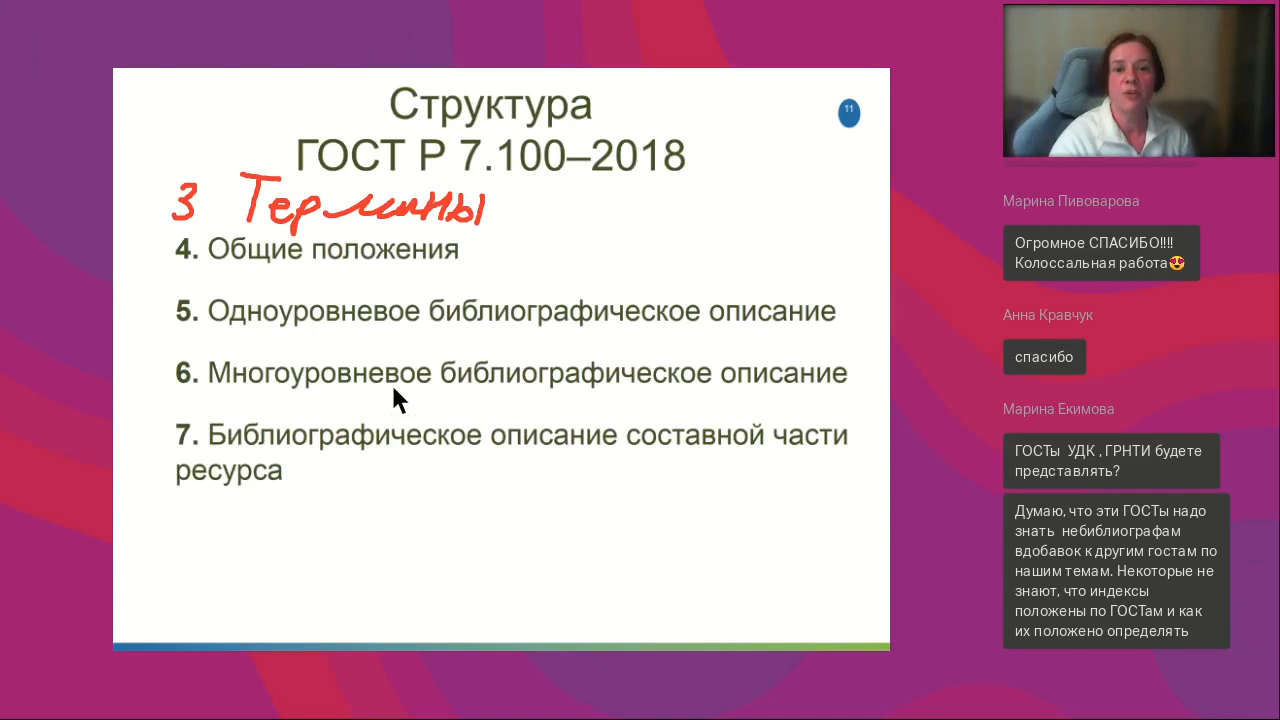 Структура
11
ГОСТ Р 7.100–2018
3 Термины
4. Общие положения
5. Одноуровневое библиографическое описание
6. Многоуровневое библиографическое описание
7. Библиографическое описание составной части
ресурса
Марина Пивоварова
Огромное СПАСИБО!!!!
Колоссальная работа😍
Анна Кравчук
спасибо
Марина Екимова
ГОСТы УДК , ГРНТИ будете
представлять?
Думаю, что эти ГОСТы надо
знать небиблиографам
вдобавок к другим гостам по
нашим темам. Некоторые не
знают, что индексы
положены по ГОСТам и как
их положено определять